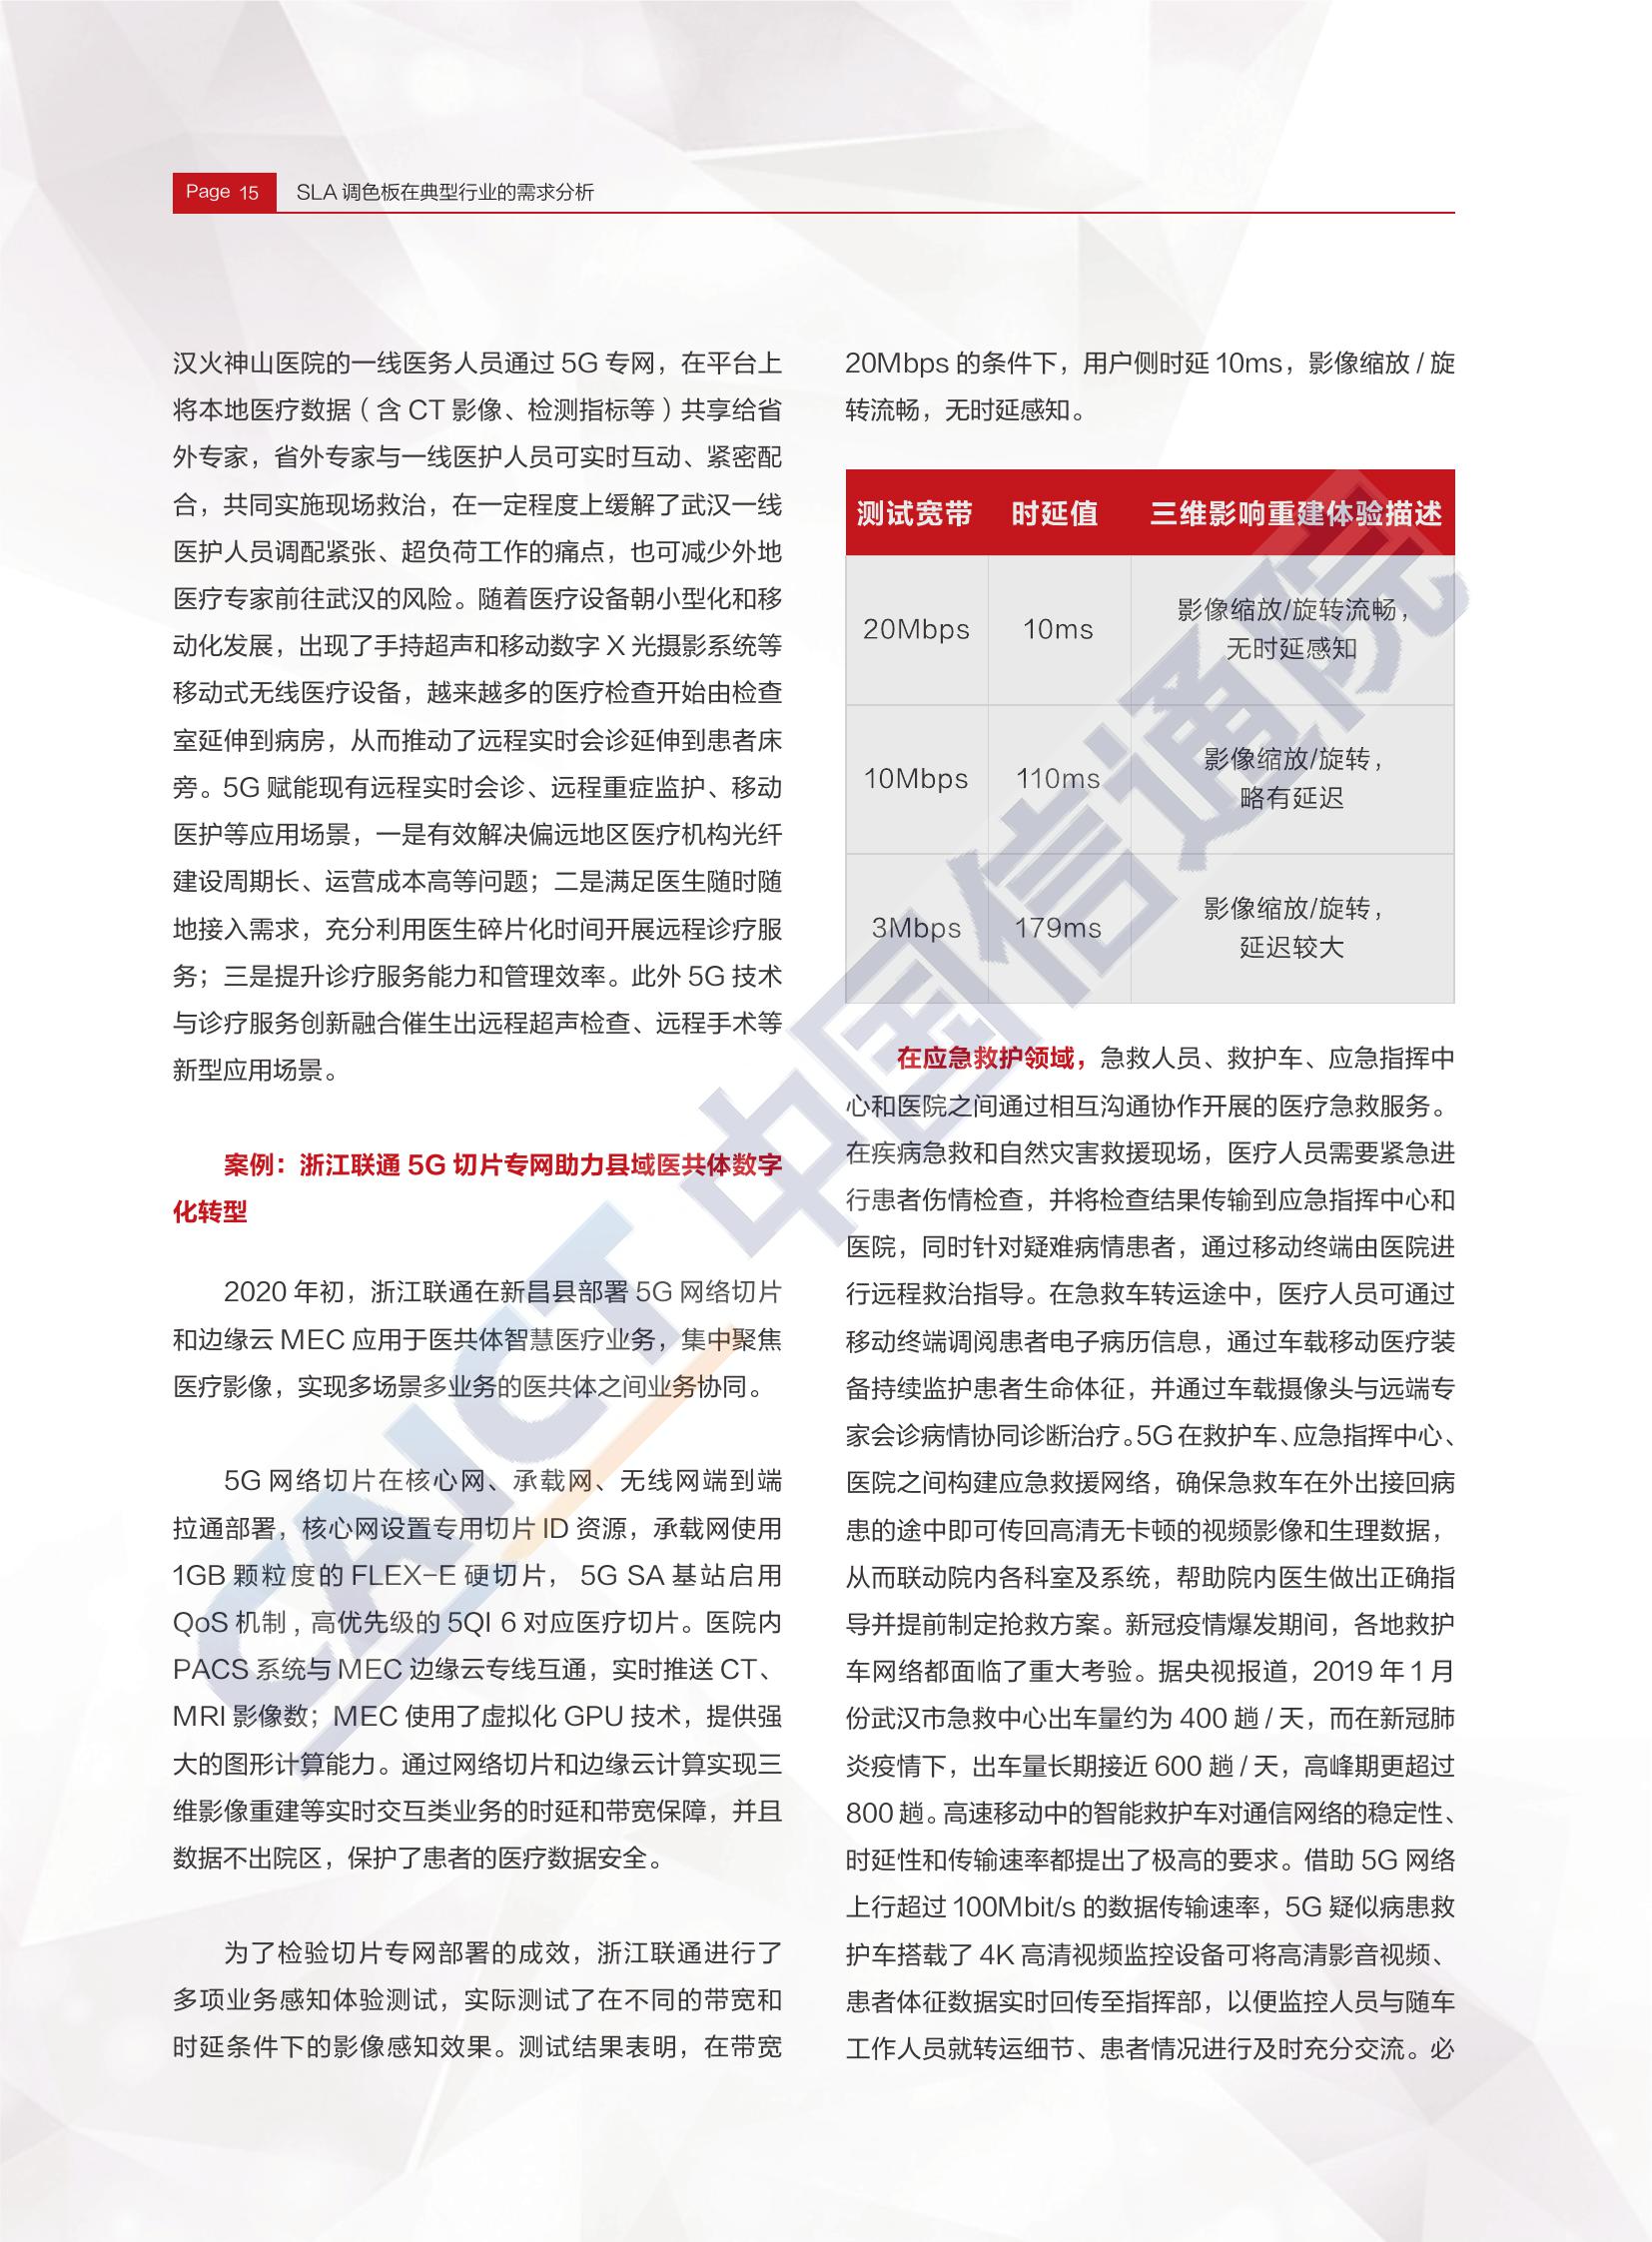 Page 15
SLA 调色板在典型行业的需求分析
汉火神山医院的一线医务人员通过 5G 专网，在平台上
将本地医疗数据（含 CT 影像、检测指标等）共享给省
外专家，省外专家与一线医护人员可实时互动、紧密配
合，共同实施现场救治，在一定程度上缓解了武汉一线
医护人员调配紧张、超负荷工作的痛点，也可减少外地
医疗专家前往武汉的风险。随着医疗设备朝小型化和移
动化发展，出现了手持超声和移动数字 X 光摄影系统等
移动式无线医疗设备，越来越多的医疗检查开始由检查
室延伸到病房，从而推动了远程实时会诊延伸到患者床
旁。5G 赋能现有远程实时会诊、远程重症监护、移动
医护等应用场景，一是有效解决偏远地区医疗机构光纤
建设周期长、运营成本高等问题；二是满足医生随时随
地接入需求，充分利用医生碎片化时间开展远程诊疗服
务；三是提升诊疗服务能力和管理效率。此外 5G 技术
与诊疗服务创新融合催生出远程超声检查、远程手术等
新型应用场景。
案例：浙江联通 5G 切片专网助力县域医共体数字
化转型
2020 年初，浙江联通在新昌县部署 5G 网络切片
和边缘云 MEC 应用于医共体智慧医疗业务，集中聚焦
医疗影像，实现多场景多业务的医共体之间业务协同。
5G 网络切片在核心网、承载网、无线网端到端
拉通部署，核心网设置专用切片 ID 资源，承载网使用
1GB 颗粒度的 FLEX-E 硬切片， 5G SA 基站启用
QoS 机制 , 高优先级的 5QI 6 对应医疗切片。医院内
PACS 系统与 MEC 边缘云专线互通，实时推送 CT、
MRI 影像数；MEC 使用了虚拟化 GPU 技术，提供强
大的图形计算能力。通过网络切片和边缘云计算实现三
维影像重建等实时交互类业务的时延和带宽保障，并且
数据不出院区，保护了患者的医疗数据安全。
为了检验切片专网部署的成效，浙江联通进行了
多项业务感知体验测试，实际测试了在不同的带宽和
时延条件下的影像感知效果。测试结果表明，在带宽
20Mbps 的条件下，用户侧时延 10ms，影像缩放 / 旋
转流畅，无时延感知。
测试宽带 时延值 三维影响重建体验描述
20Mbps 10ms 影像缩放/旋转流畅，
无时延感知
10Mbps 110ms 影像缩放/旋转，
略有延迟
3Mbps 179ms 影像缩放/旋转，
延迟较大
在应急救护领域，急救人员、救护车、应急指挥中
心和医院之间通过相互沟通协作开展的医疗急救服务。
在疾病急救和自然灾害救援现场，医疗人员需要紧急进
行患者伤情检查，并将检查结果传输到应急指挥中心和
医院，同时针对疑难病情患者，通过移动终端由医院进
行远程救治指导。在急救车转运途中，医疗人员可通过
移动终端调阅患者电子病历信息，通过车载移动医疗装
备持续监护患者生命体征，并通过车载摄像头与远端专
家会诊病情协同诊断治疗。5G 在救护车、应急指挥中心、
医院之间构建应急救援网络，确保急救车在外出接回病
患的途中即可传回高清无卡顿的视频影像和生理数据，
从而联动院内各科室及系统，帮助院内医生做出正确指
导并提前制定抢救方案。新冠疫情爆发期间，各地救护
车网络都面临了重大考验。据央视报道，2019 年 1 月
份武汉市急救中心出车量约为 400 趟 / 天，而在新冠肺
炎疫情下，出车量长期接近 600 趟 / 天，高峰期更超过
800 趟。高速移动中的智能救护车对通信网络的稳定性、
时延性和传输速率都提出了极高的要求。借助 5G 网络
上行超过 100Mbit/s 的数据传输速率，5G 疑似病患救
护车搭载了 4K 高清视频监控设备可将高清影音视频、
患者体征数据实时回传至指挥部，以便监控人员与随车
工作人员就转运细节、患者情况进行及时充分交流。必
CAICT 中国信通院